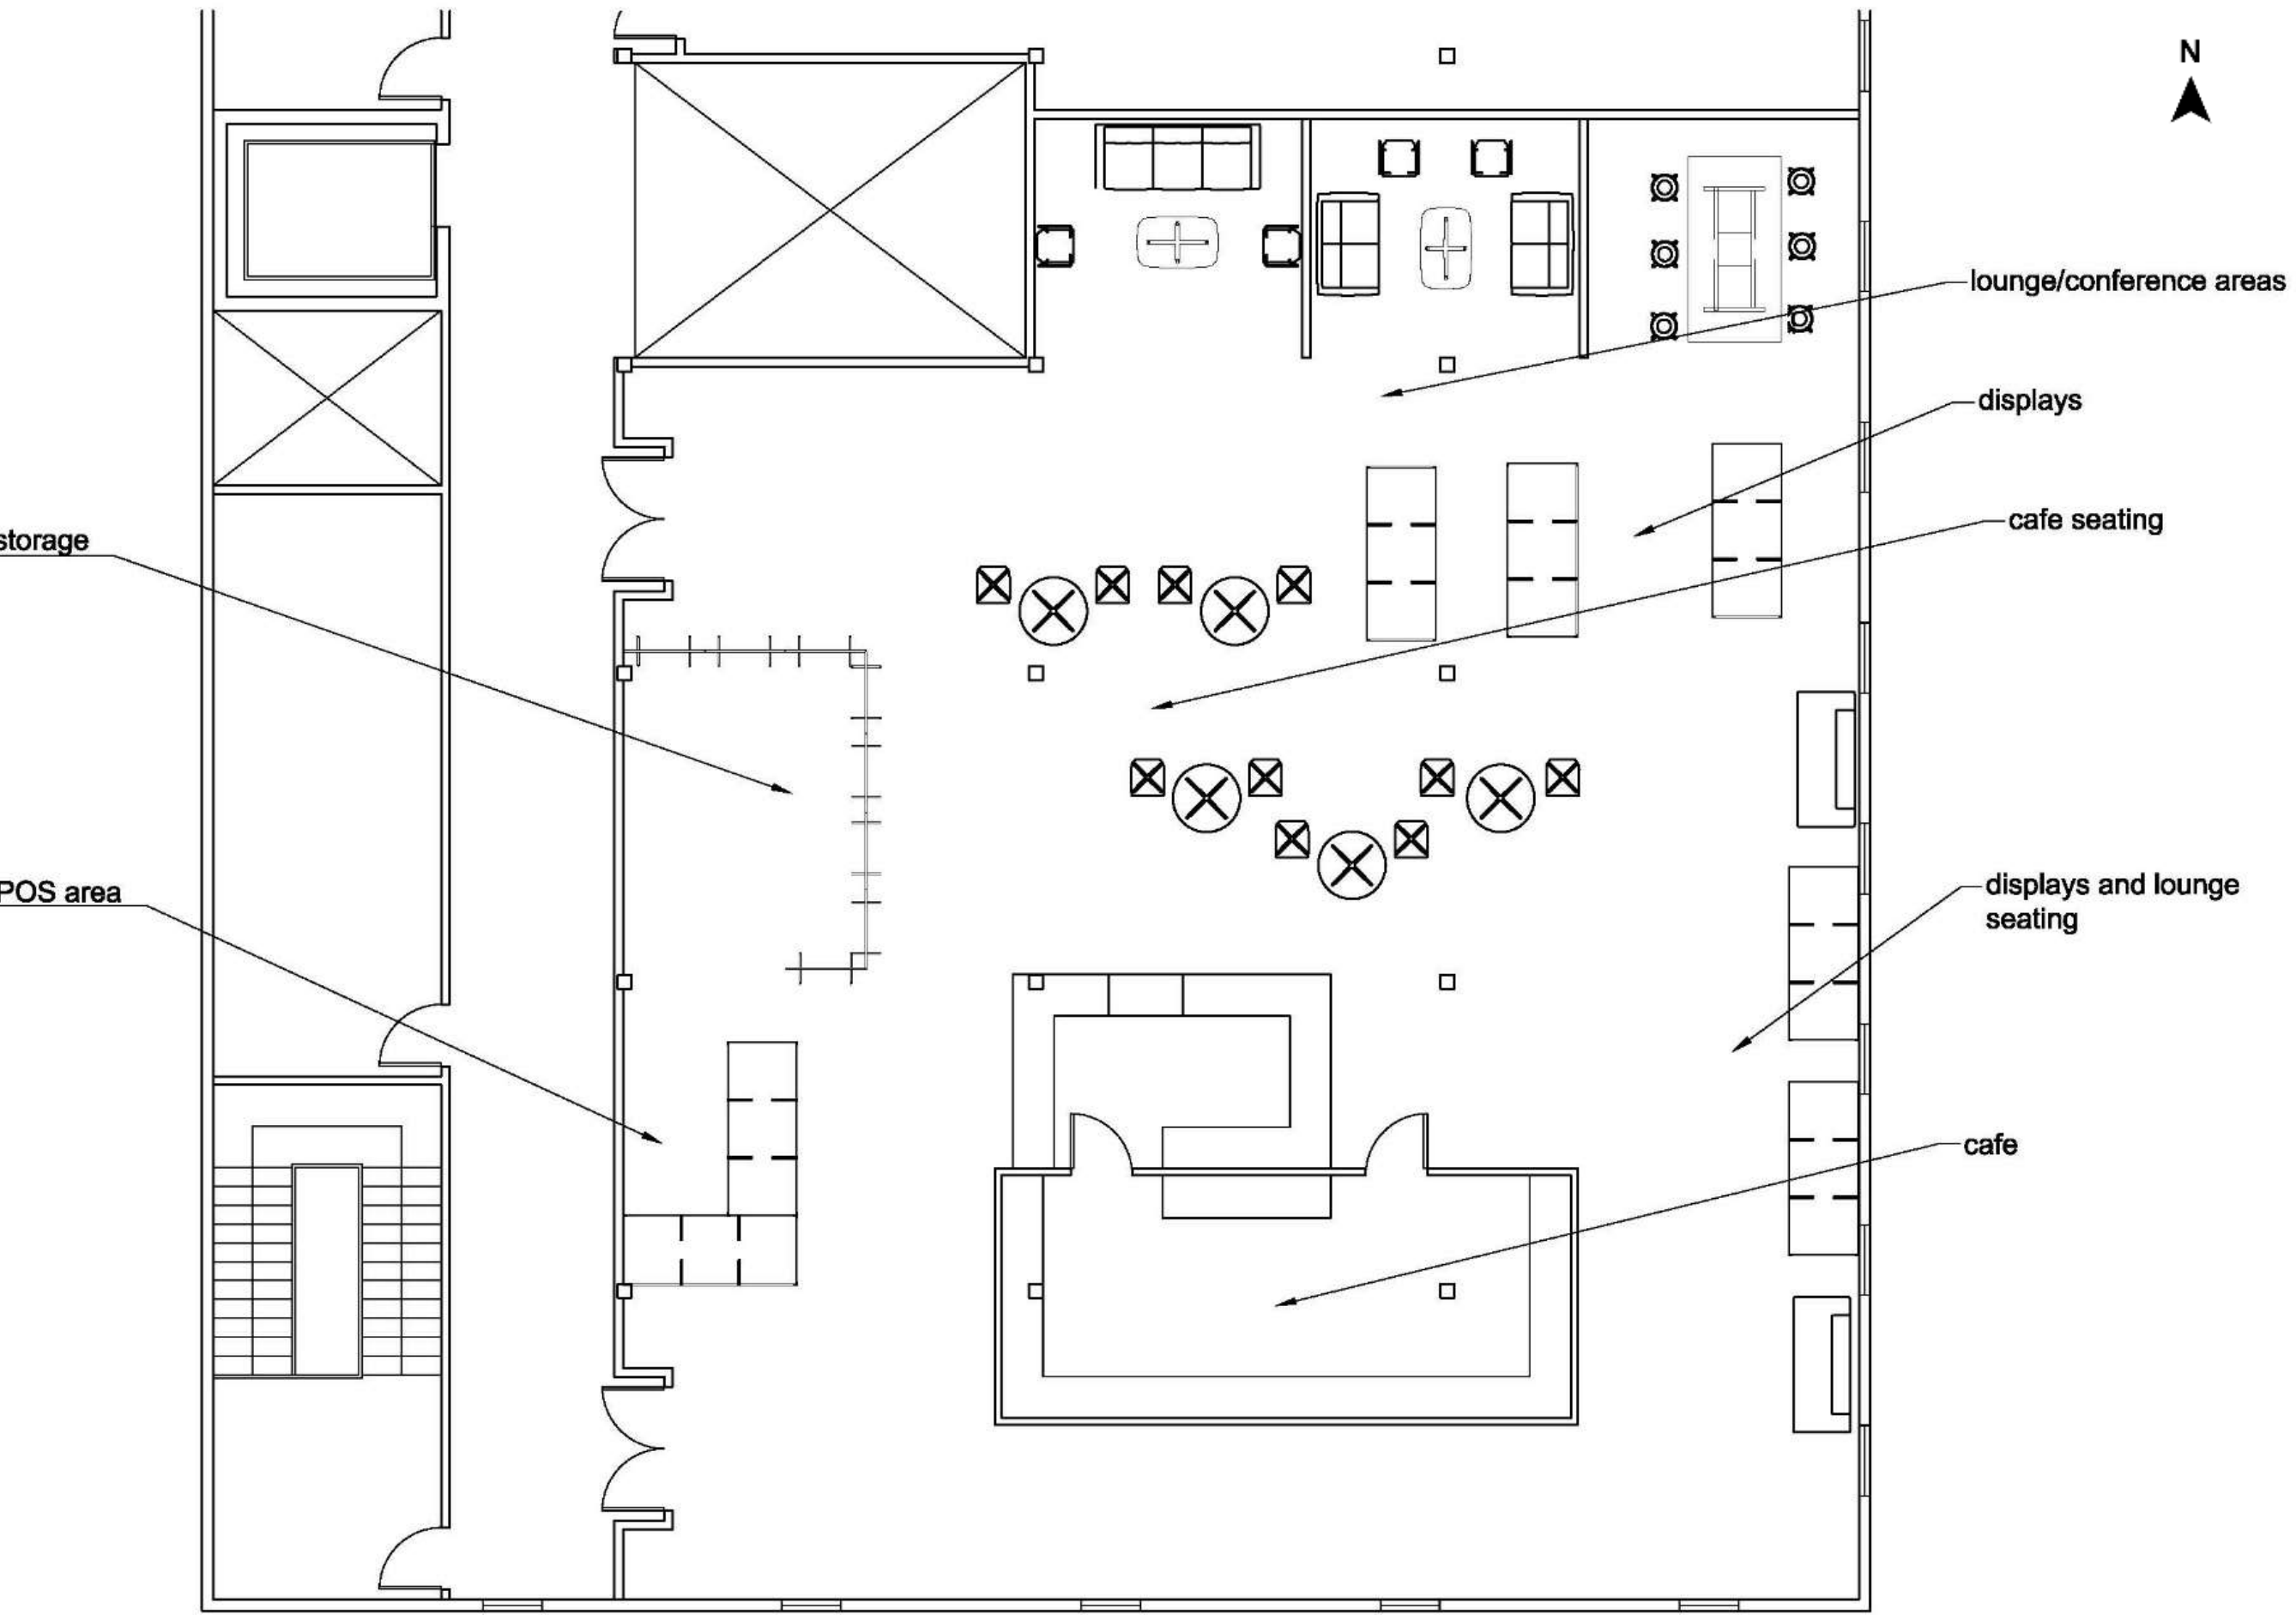 N
lounge/conference areas
displays
cafe seating
storage
POS area
displays and lounge
seating
cafe